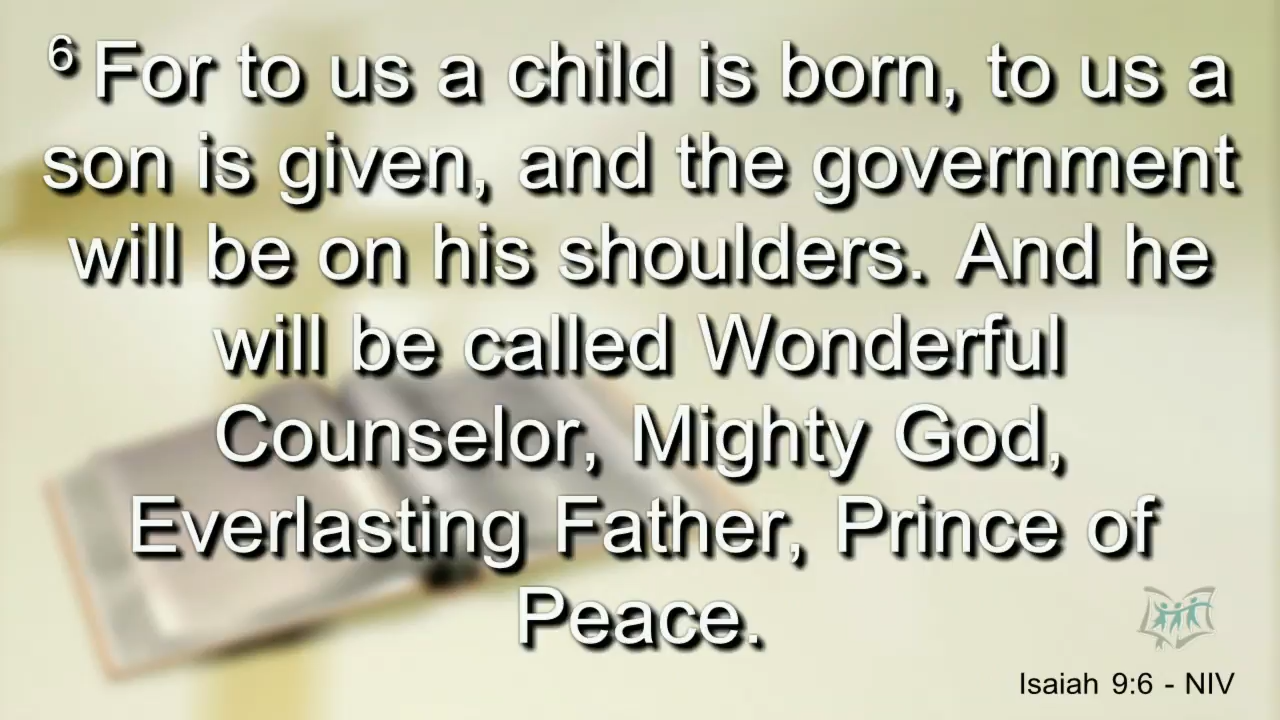 6 For to us a child is born, to us a
son is given, and the government
will be on his shoulders. And he
will be called Wonderful
Counselor, Mighty God,
Everlasting Father, Prince of
Peace.
Isaiah 9:6 - NIV